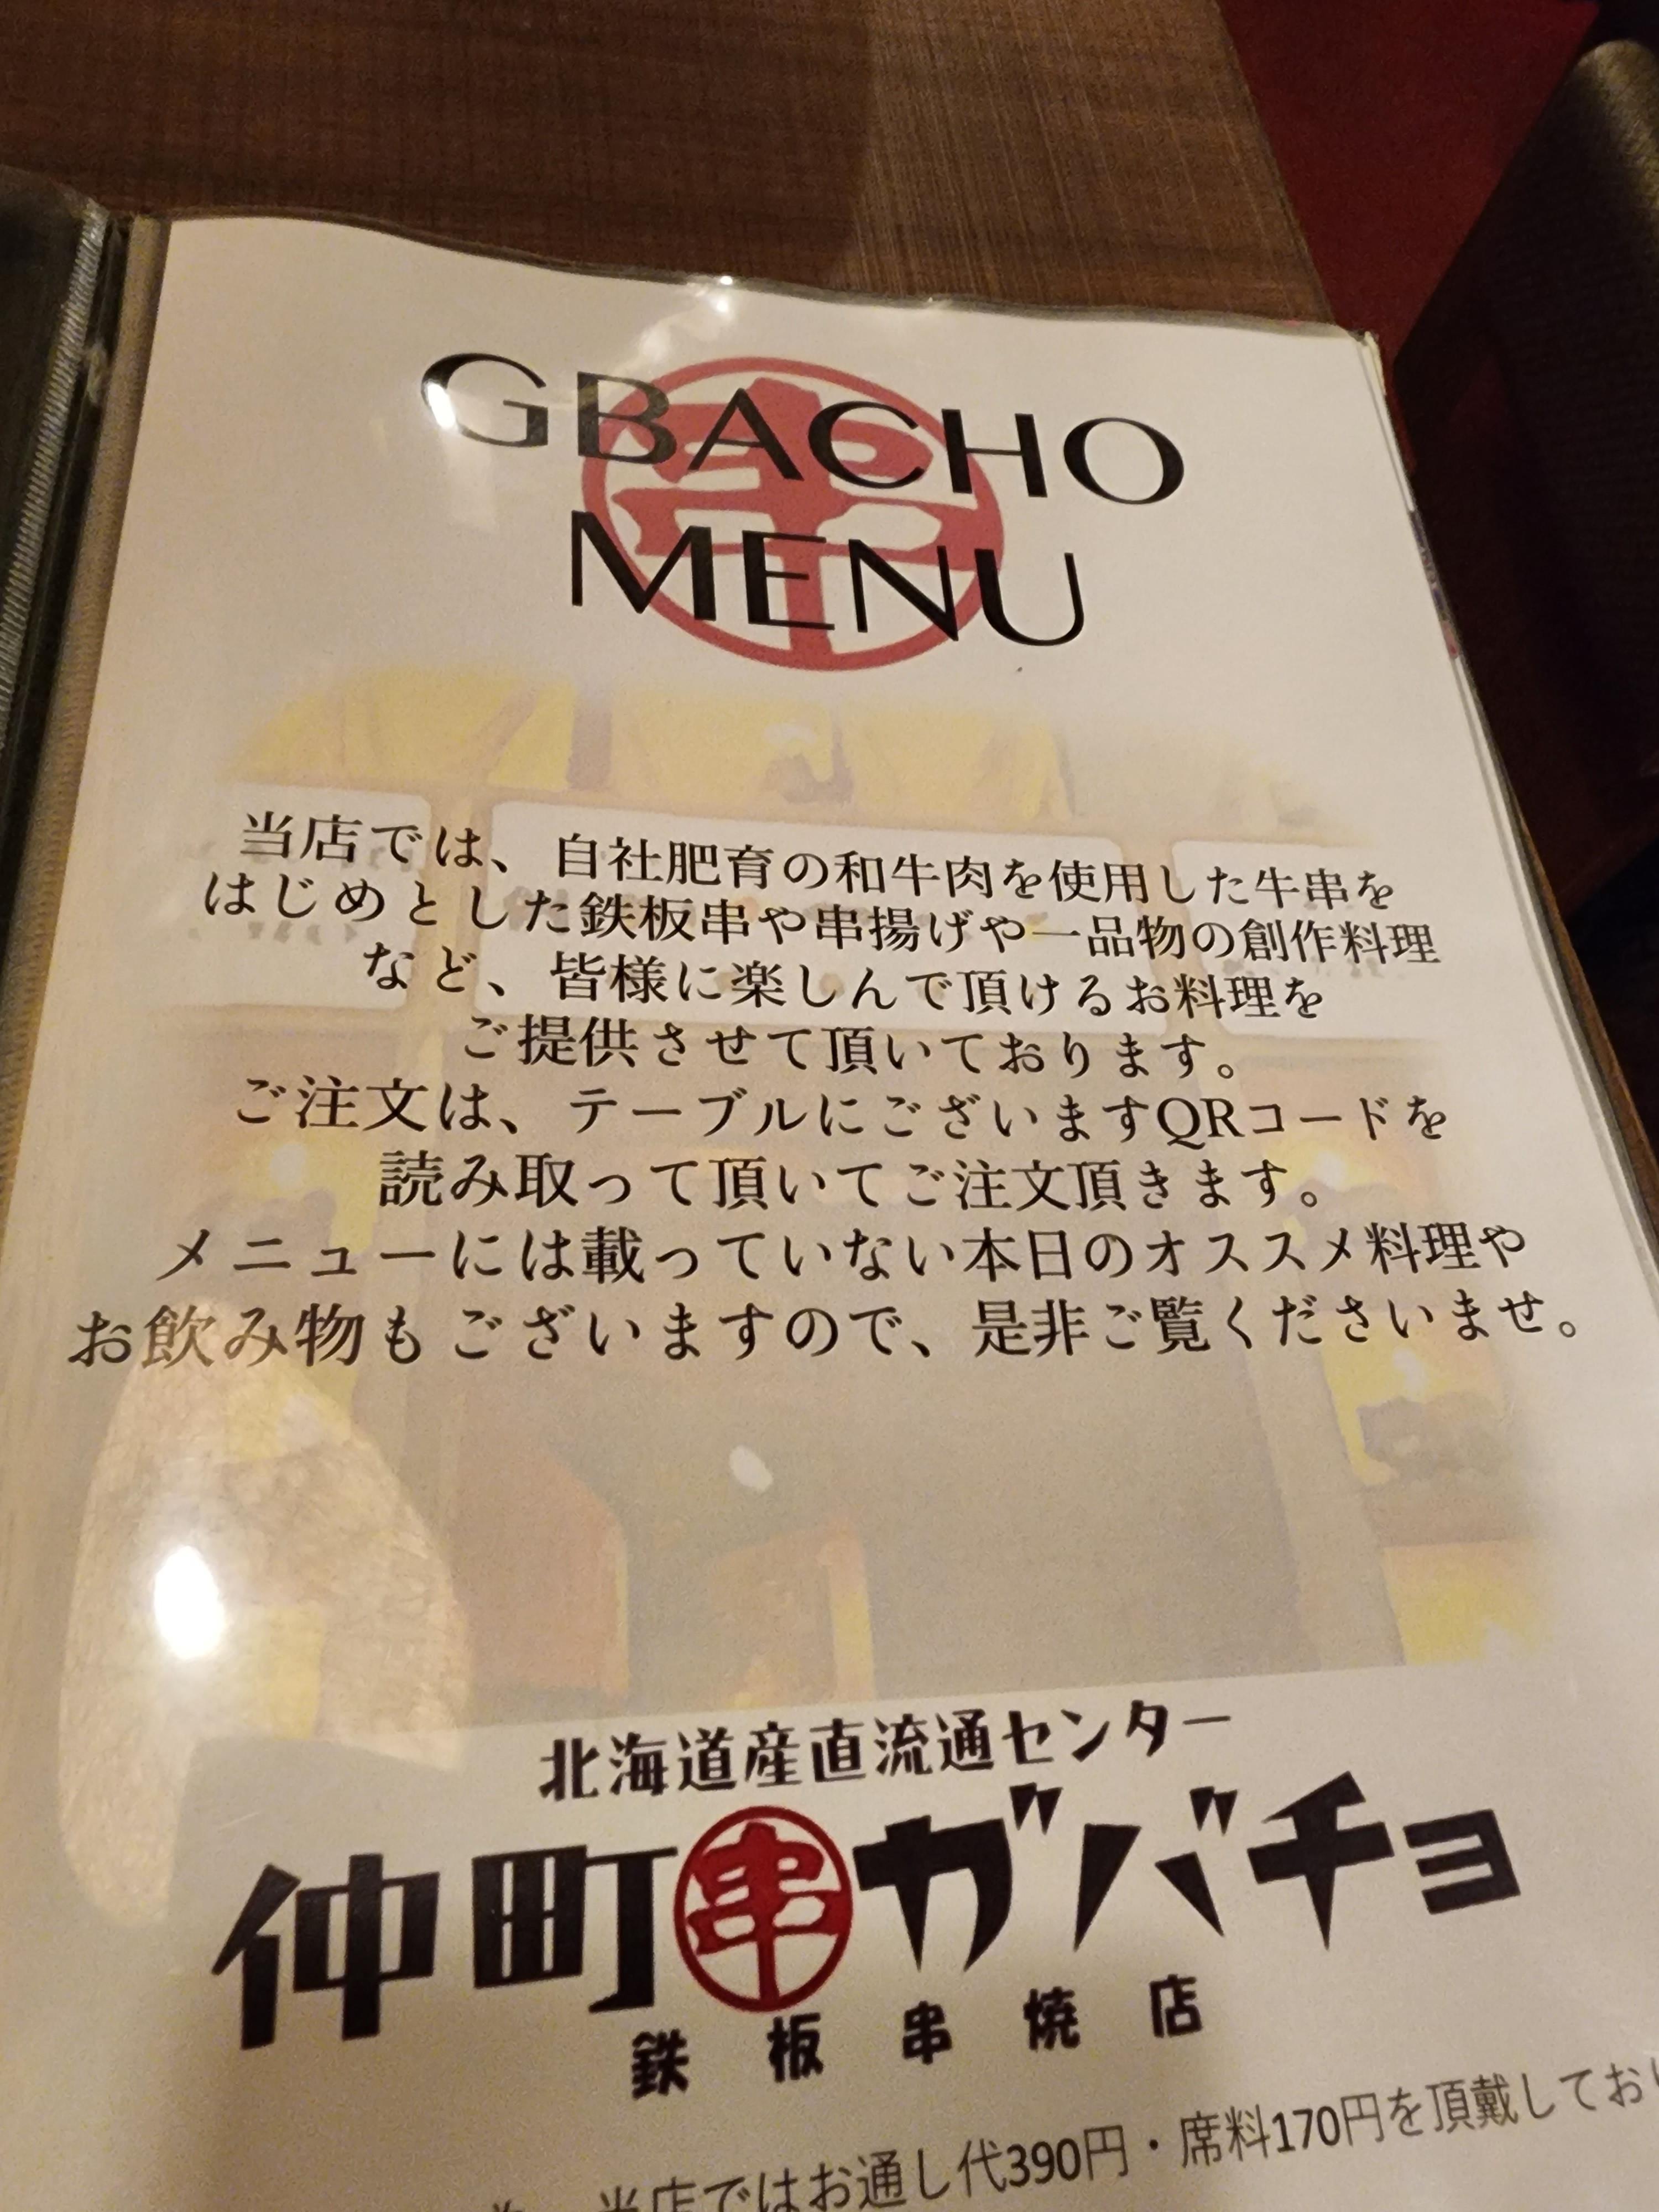 GBACHO
MENU
当店では、自社肥育の和牛肉を使用した牛串を
はじめとした鉄板串や串揚げや一品物の創作料理
など、皆様に楽しんで頂けるお料理を
ご提供させて頂いております。
ご注文は、テーブルにございますQRコードを
読み取って頂いてご注文頂きます。
メニューには載っていない本日のオススメ料理や
お飲み物もございますので、是非ご覧くださいませ。
北海道産直流通センター
仲町串ガバチョ
鉄板串焼店
当店ではお通し代390円・席料170円を頂戴してお